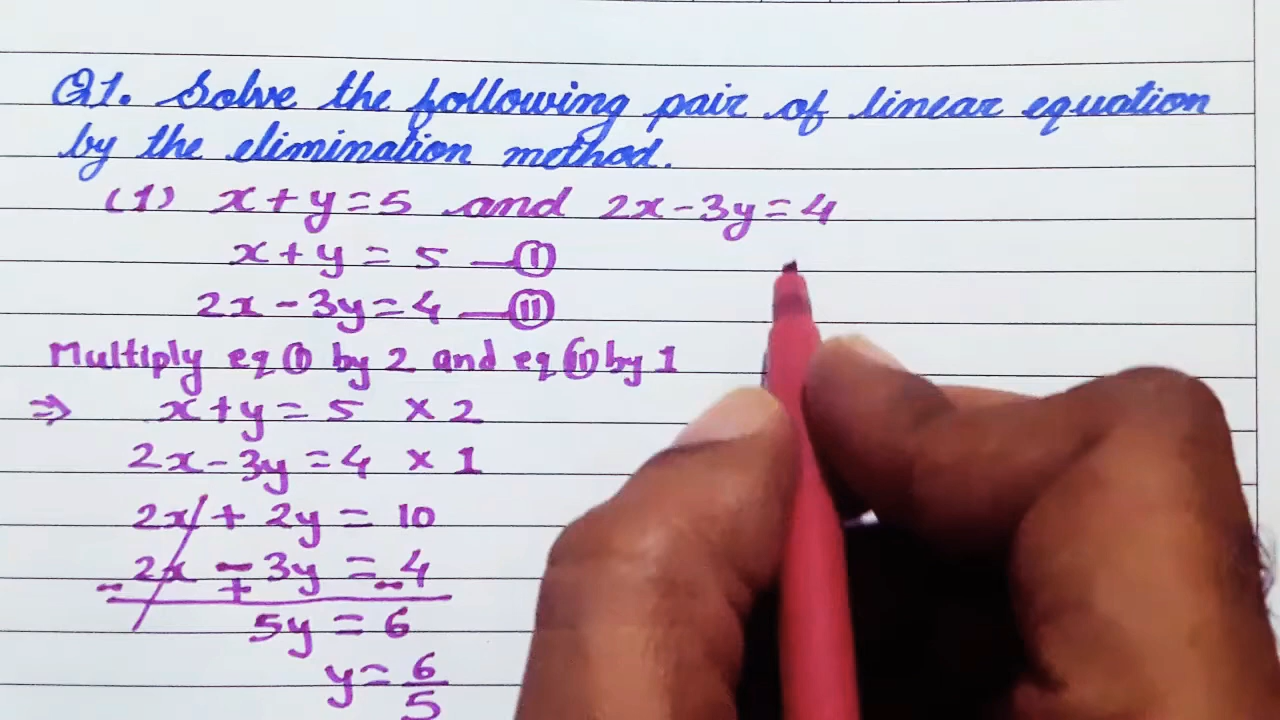 Q1. Solve the following pair of linear equation
by the elimination method.
(1) x + y = 5 and 2x - 3y = 4
x + y = 5 — (I)
2x - 3y = 4 — (II)
Multiply eq (I) by 2 and eq (II) by 1
⇒ x + y = 5 × 2
2x - 3y = 4 × 1
2x + 2y = 10
2x - 3y = 4
- + -
5y = 6
y = 6/5